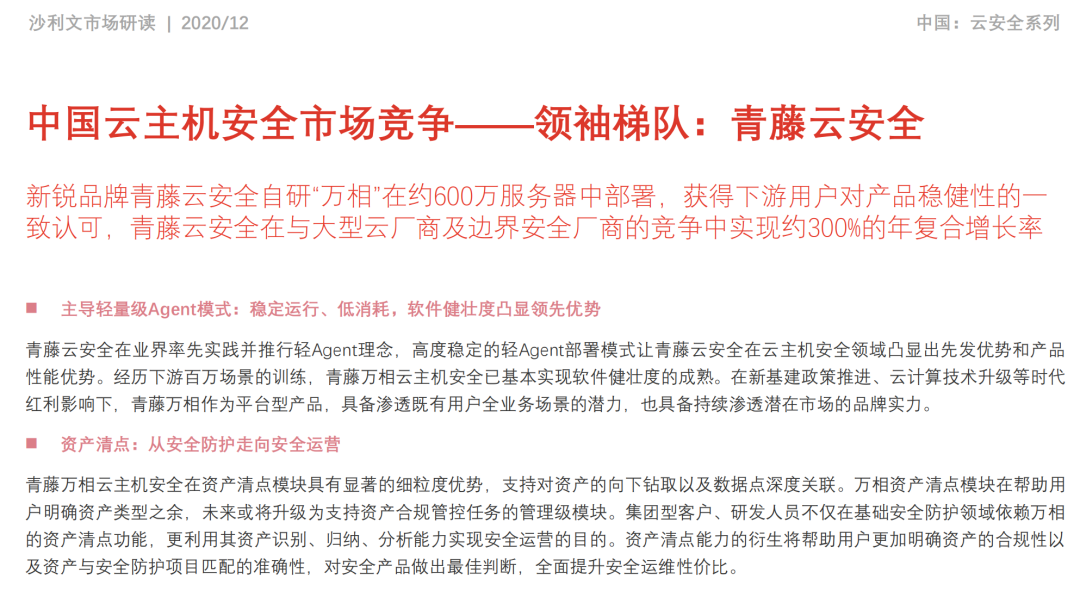 沙利文市场研读 | 2020/12
中国：云安全系列
中国云主机安全市场竞争——领袖梯队：青藤云安全
新锐品牌青藤云安全自研“万相”在约600万服务器中部署，获得下游用户对产品稳健性的一
致认可，青藤云安全在与大型云厂商及边界安全厂商的竞争中实现约300%的年复合增长率
■ 主导轻量级Agent模式：稳定运行、低消耗，软件健壮度凸显领先优势
青藤云安全在业界率先实践并推行轻Agent理念，高度稳定的轻Agent部署模式让青藤云安全在云主机安全领域凸显出先发优势和产品
性能优势。经历下游百万场景的训练，青藤万相云主机安全已基本实现软件健壮度的成熟。在新基建政策推进、云计算技术升级等时代
红利影响下，青藤万相作为平台型产品，具备渗透既有用户全业务场景的潜力，也具备持续渗透潜在市场的品牌实力。
■ 资产清点：从安全防护走向安全运营
青藤万相云主机安全在资产清点模块具有显著的细粒度优势，支持对资产的向下钻取以及数据点深度关联。万相资产清点模块在帮助用
户明确资产类型之余，未来或将升级为支持资产合规管控任务的管理级模块。集团型客户、研发人员不仅在基础安全防护领域依赖万相
的资产清点功能，更利用其资产识别、归纳、分析能力实现安全运营的目的。资产清点能力的衍生将帮助用户更加明确资产的合规性以
及资产与安全防护项目匹配的准确性，对安全产品做出最佳判断，全面提升安全运维性价比。